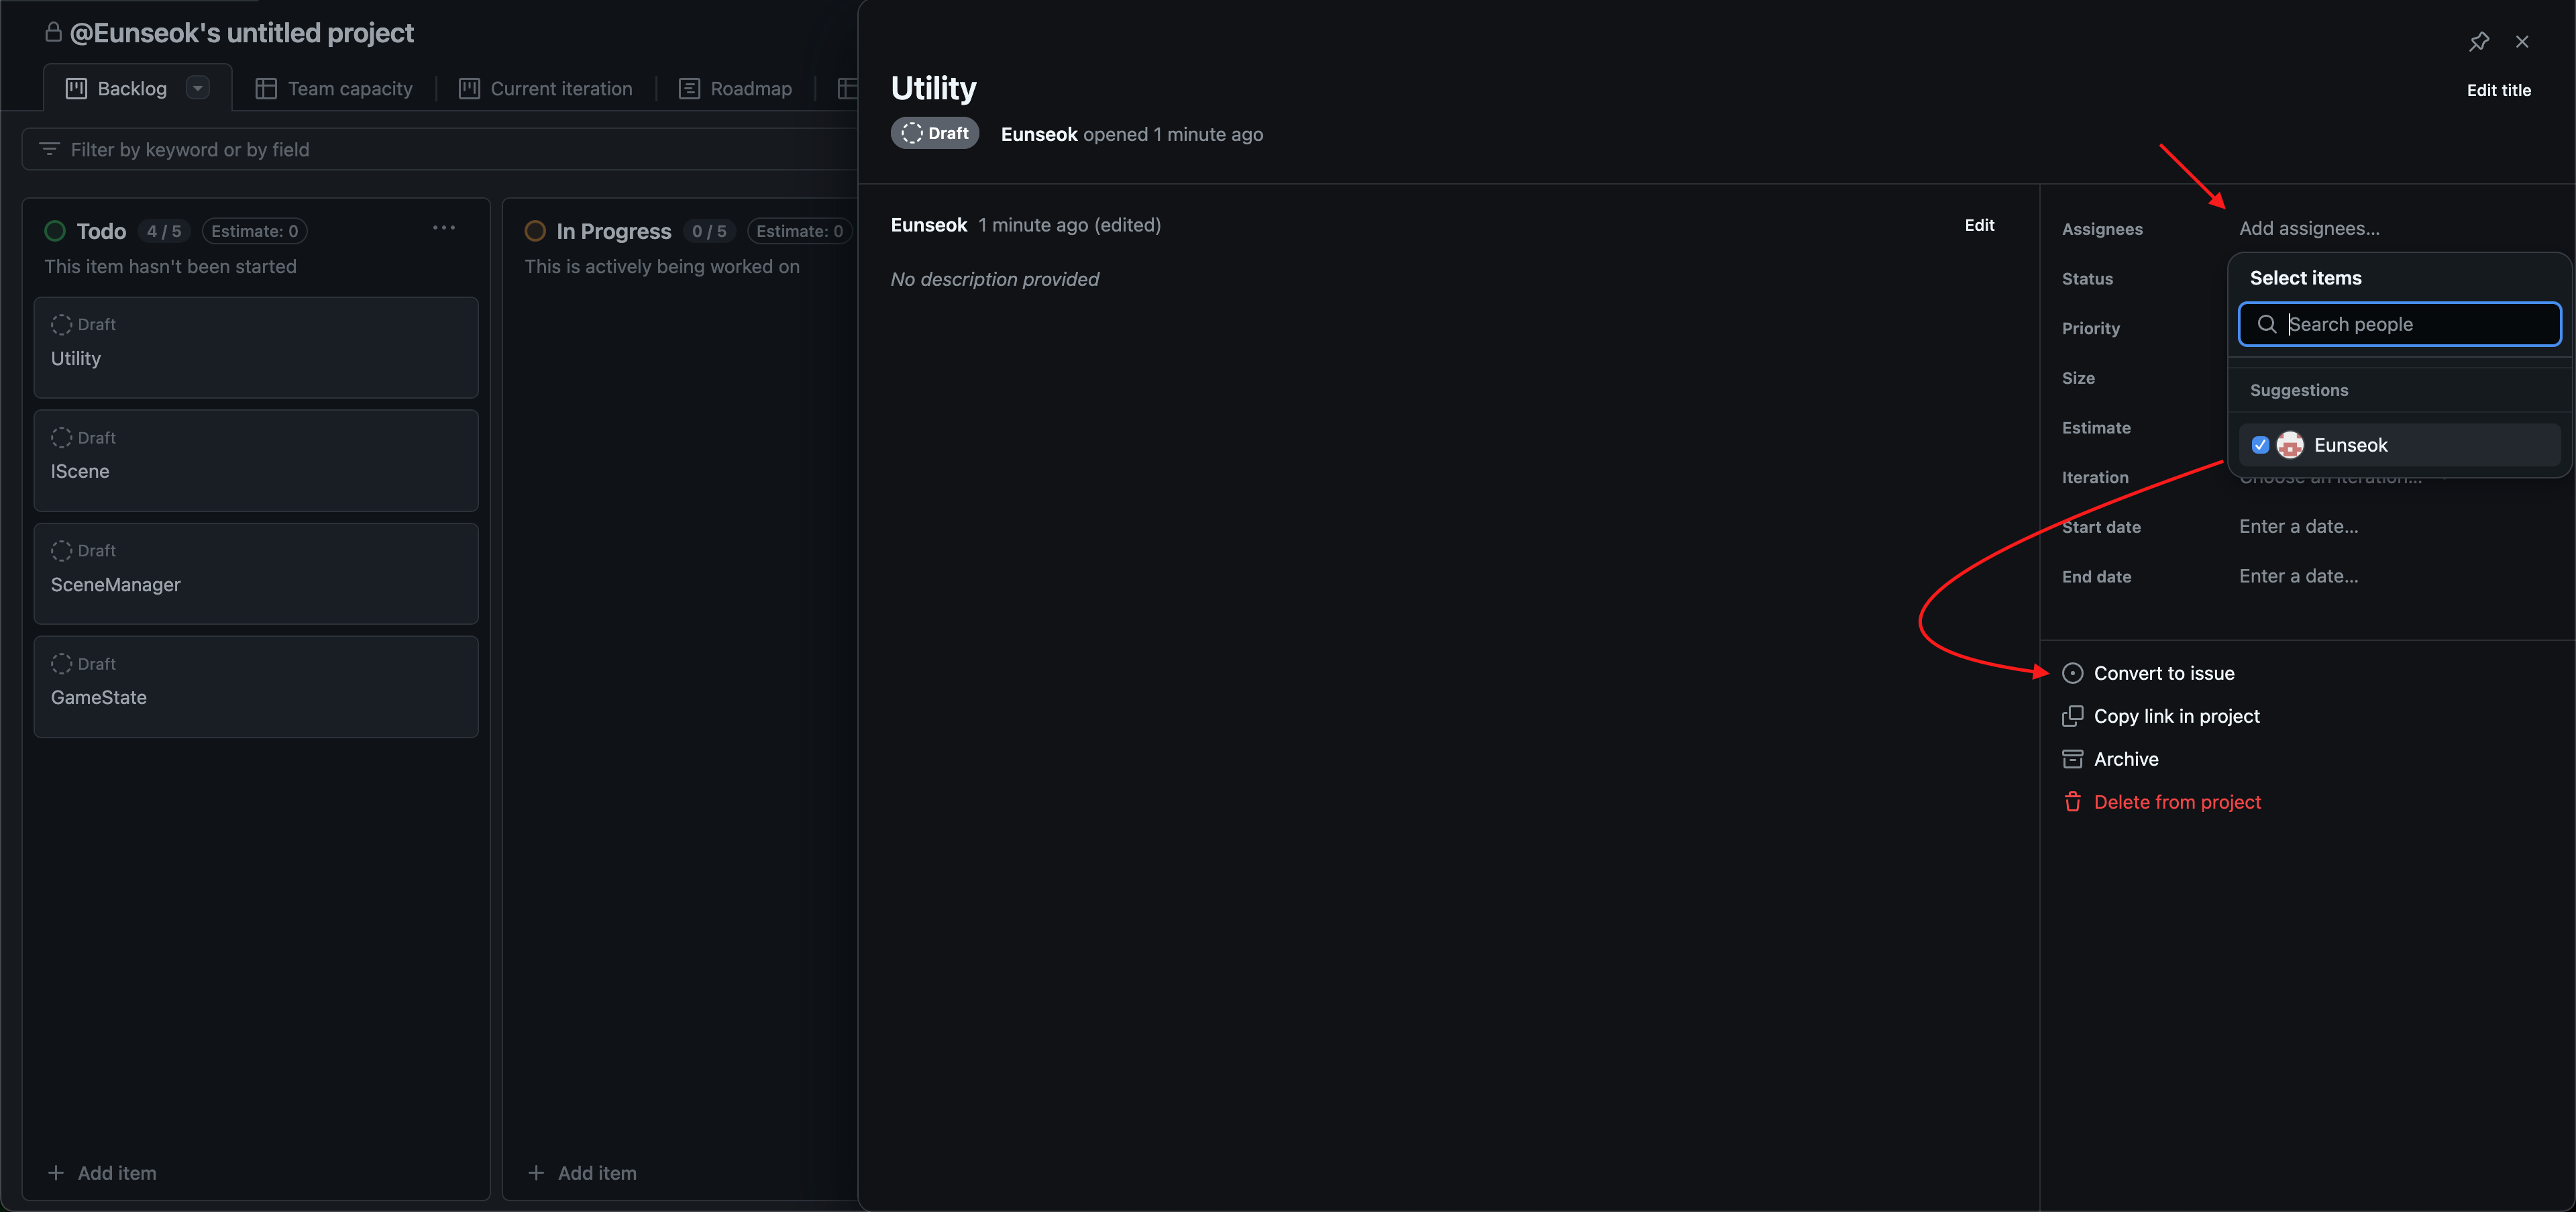 @Eunseok's untitled project
Backlog
Team capacity
Current iteration
Roadmap
Filter by keyword or by field
Todo 4 / 5 Estimate: 0
This item hasn't been started
Draft
Utility
Draft
IScene
Draft
SceneManager
Draft
GameState
Add item
In Progress 0 / 5 Estimate: 0
This is actively being worked on
Add item
Utility
Edit title
Draft Eunseok opened 1 minute ago
Eunseok 1 minute ago (edited)
Edit
No description provided
Assignees Add assignees...
Status
Priority
Size
Estimate
Iteration Choose an iteration...
Start date Enter a date...
End date Enter a date...
Select items
Search people
Suggestions
Eunseok
Convert to issue
Copy link in project
Archive
Delete from project